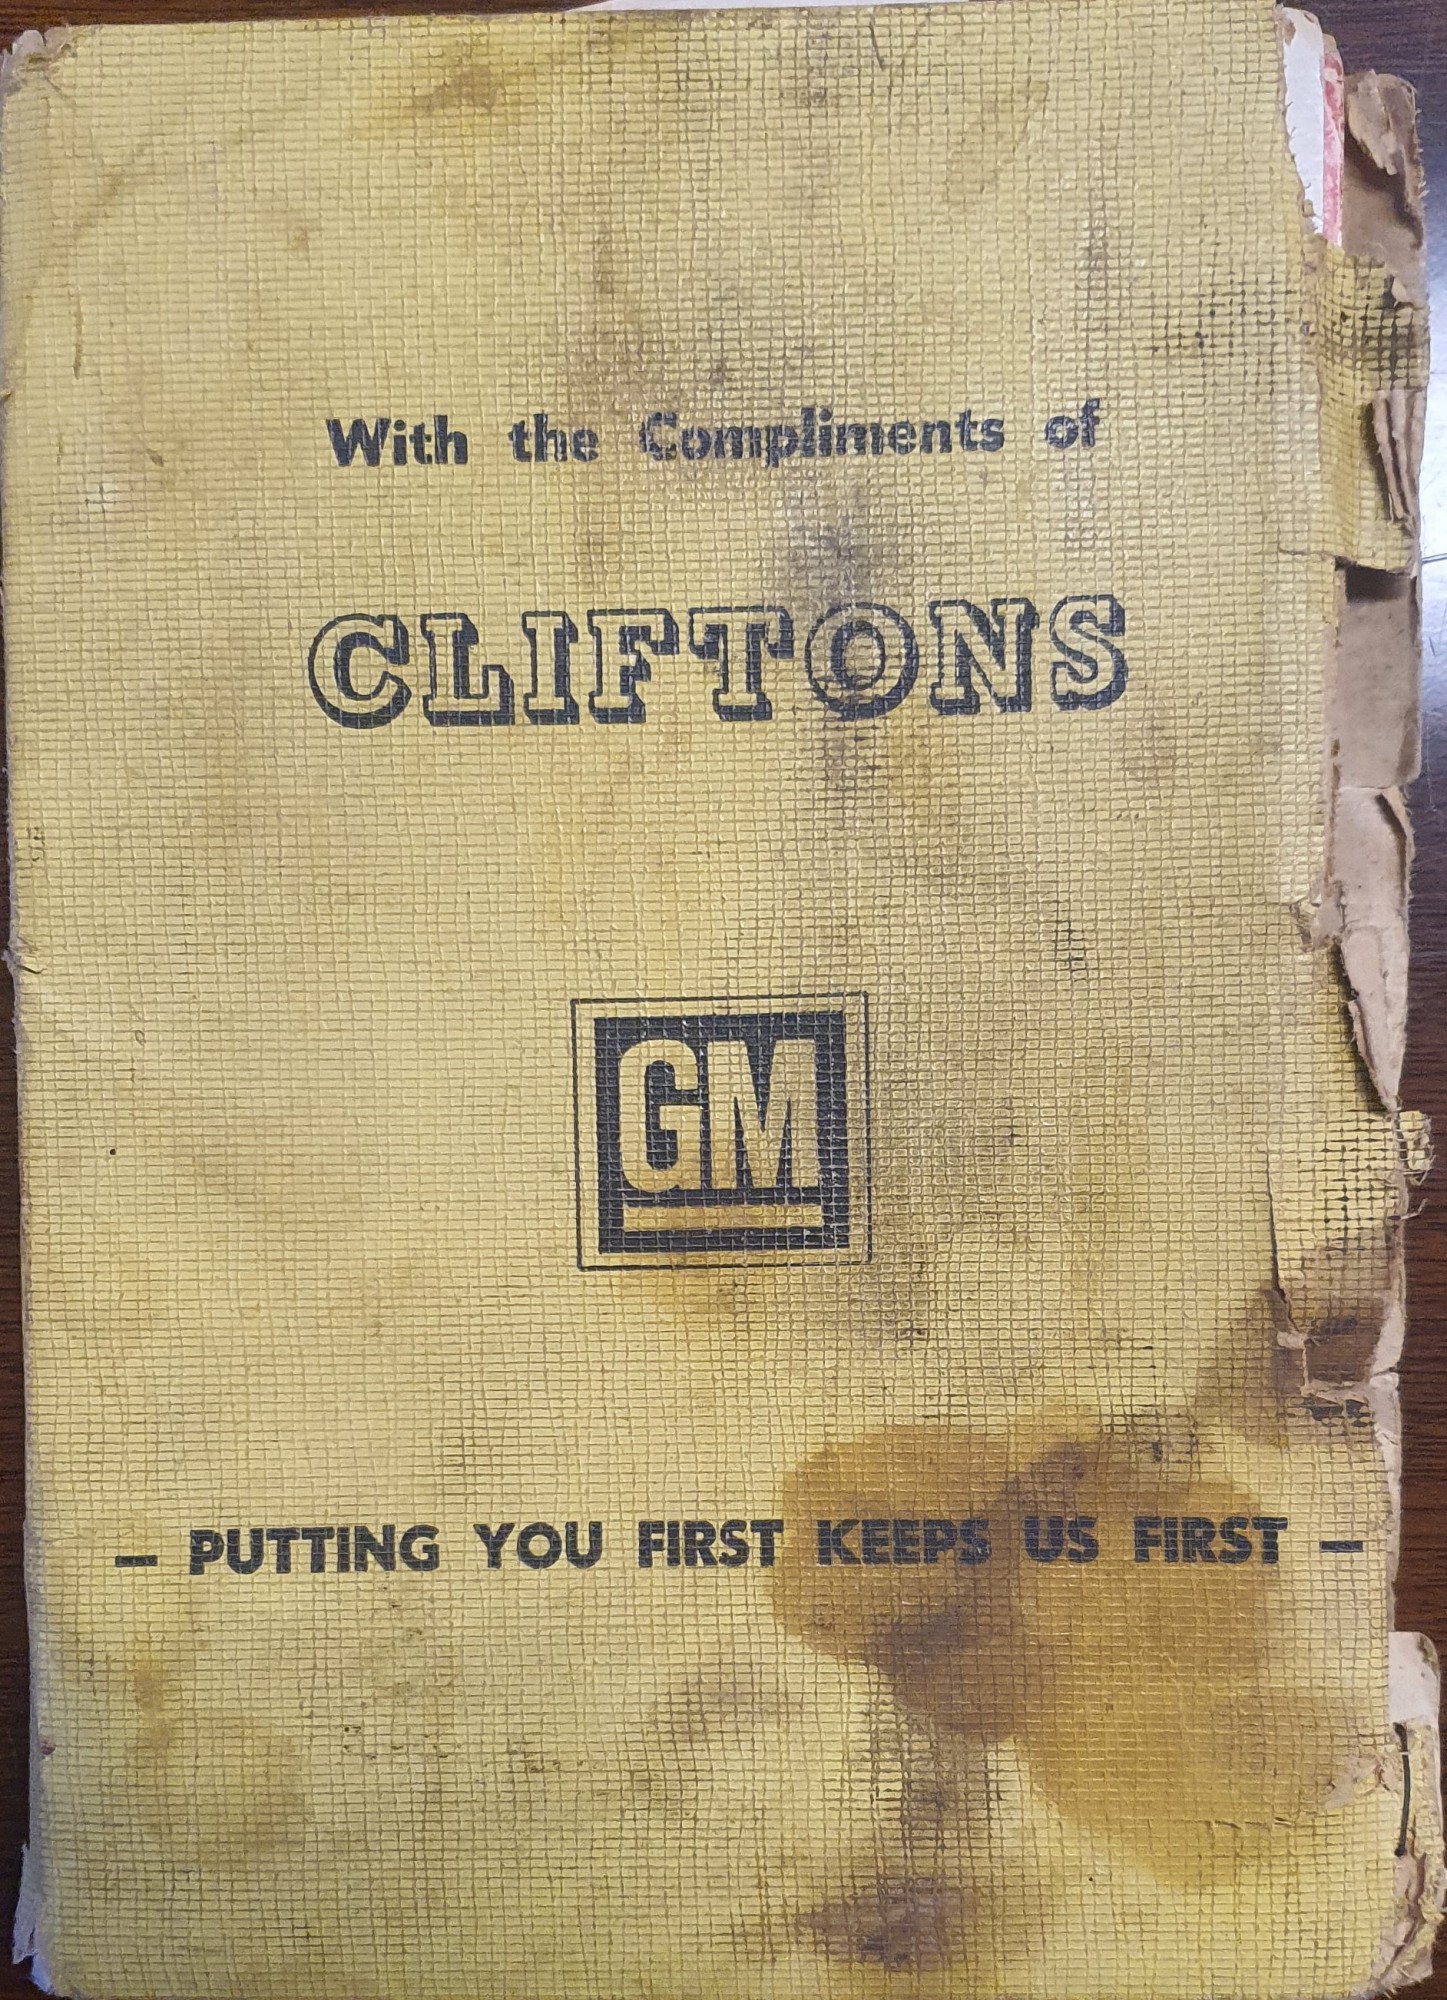 With the Compliments of
CLIFTONS
GM
— PUTTING YOU FIRST KEEPS US FIRST —